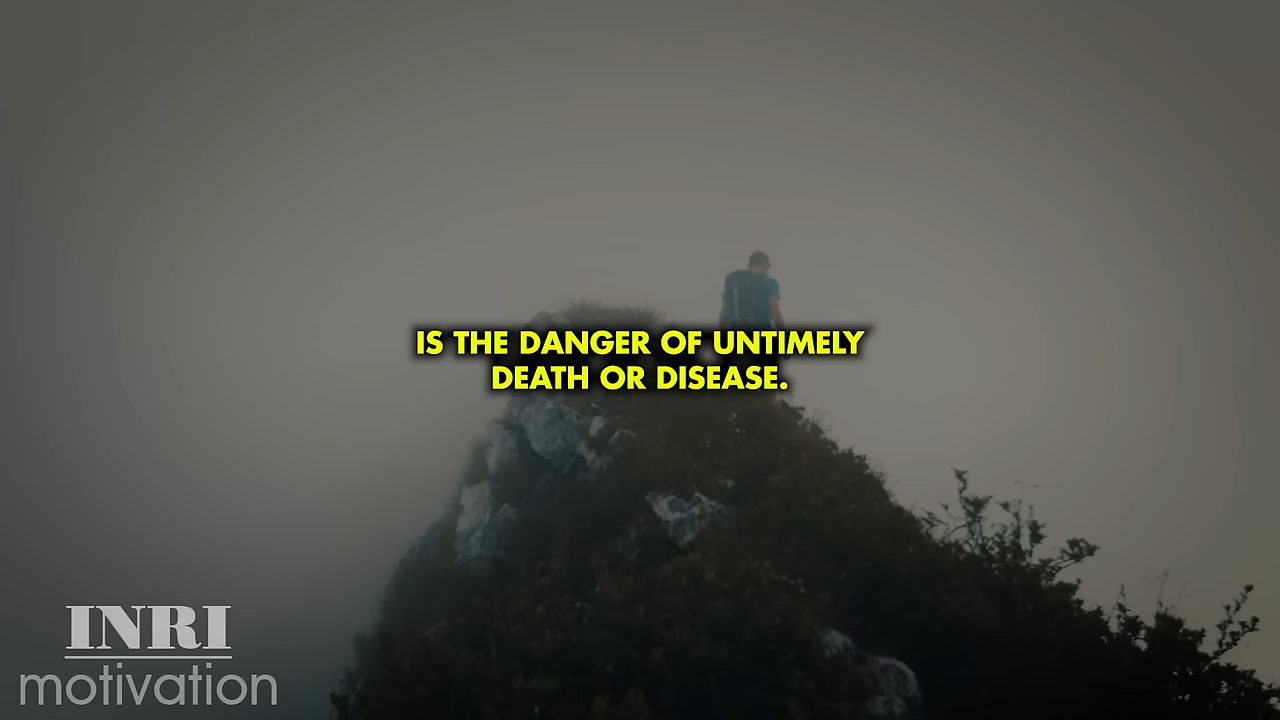 IS THE DANGER OF UNTIMELY
DEATH OR DISEASE.
INRI
motivation